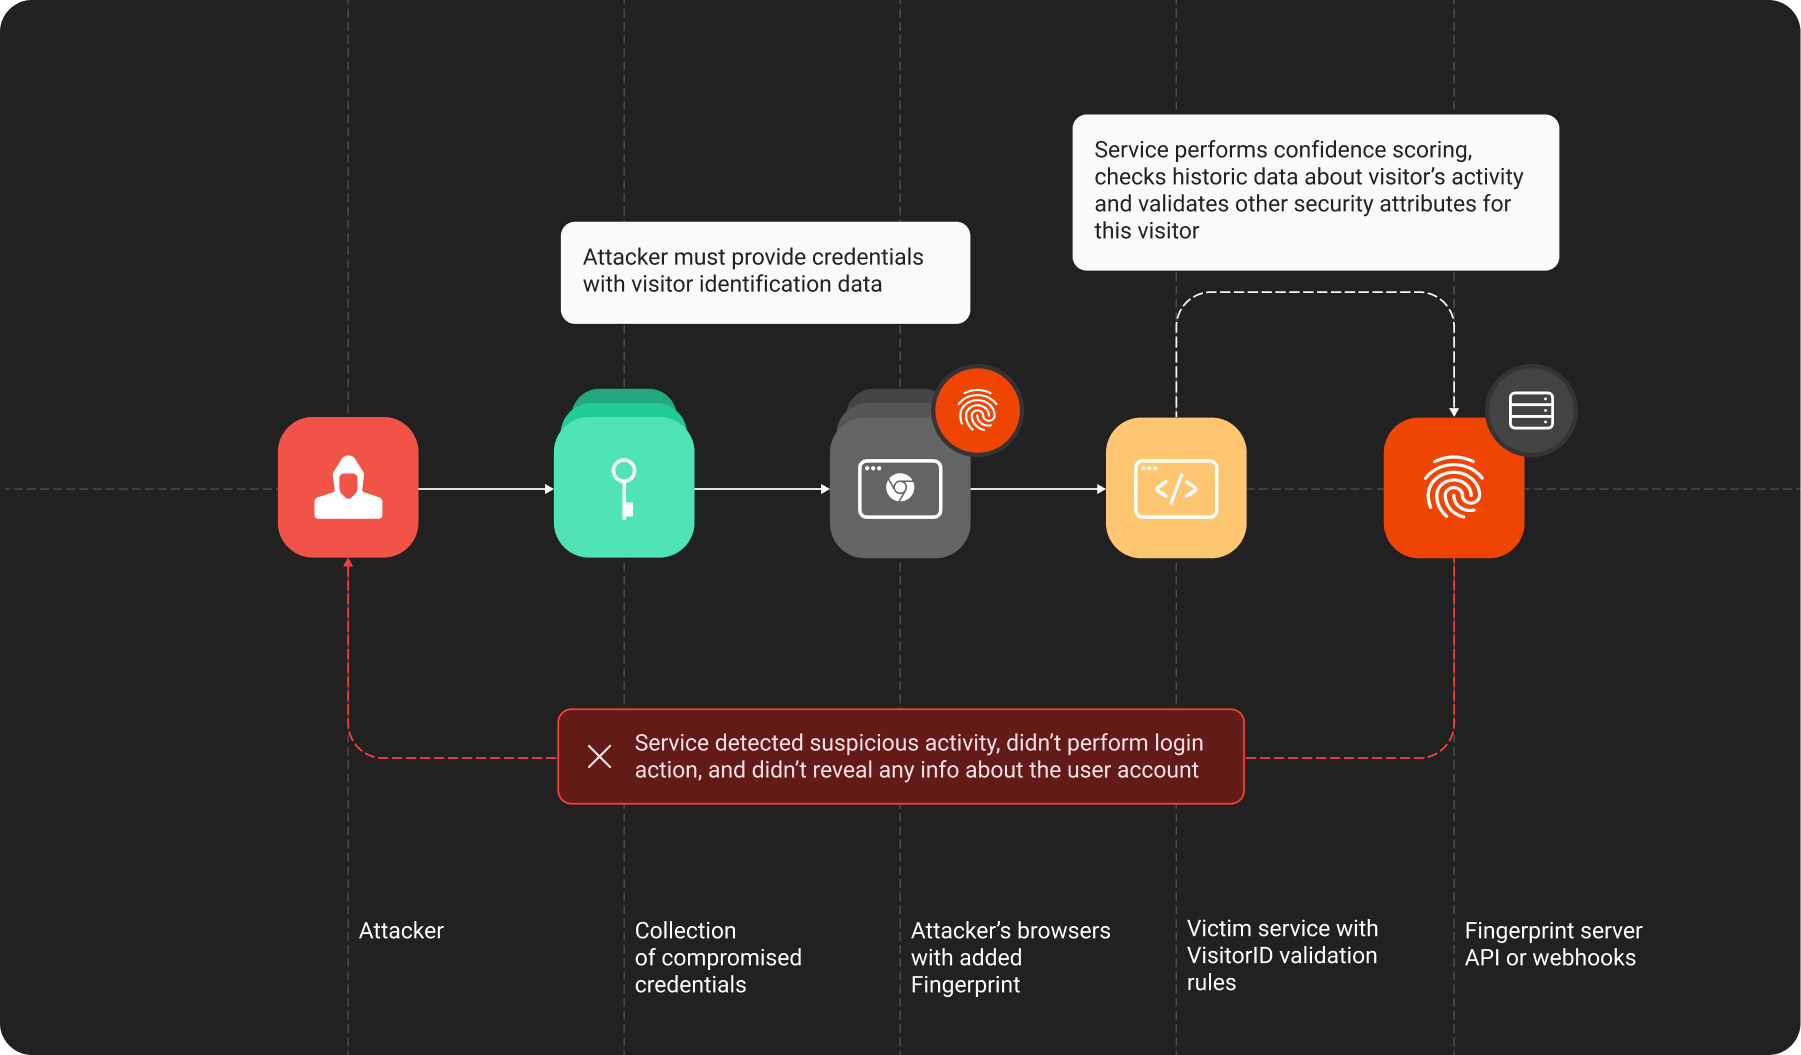 Service performs confidence scoring,
checks historic data about visitor’s activity
and validates other security attributes for
this visitor
Attacker must provide credentials
with visitor identification data
</>
Service detected suspicious activity, didn’t perform login
action, and didn’t reveal any info about the user account
Attacker
Collection
of compromised
credentials
Attacker’s browsers
with added
Fingerprint
Victim service with
VisitorID validation
rules
Fingerprint server
API or webhooks